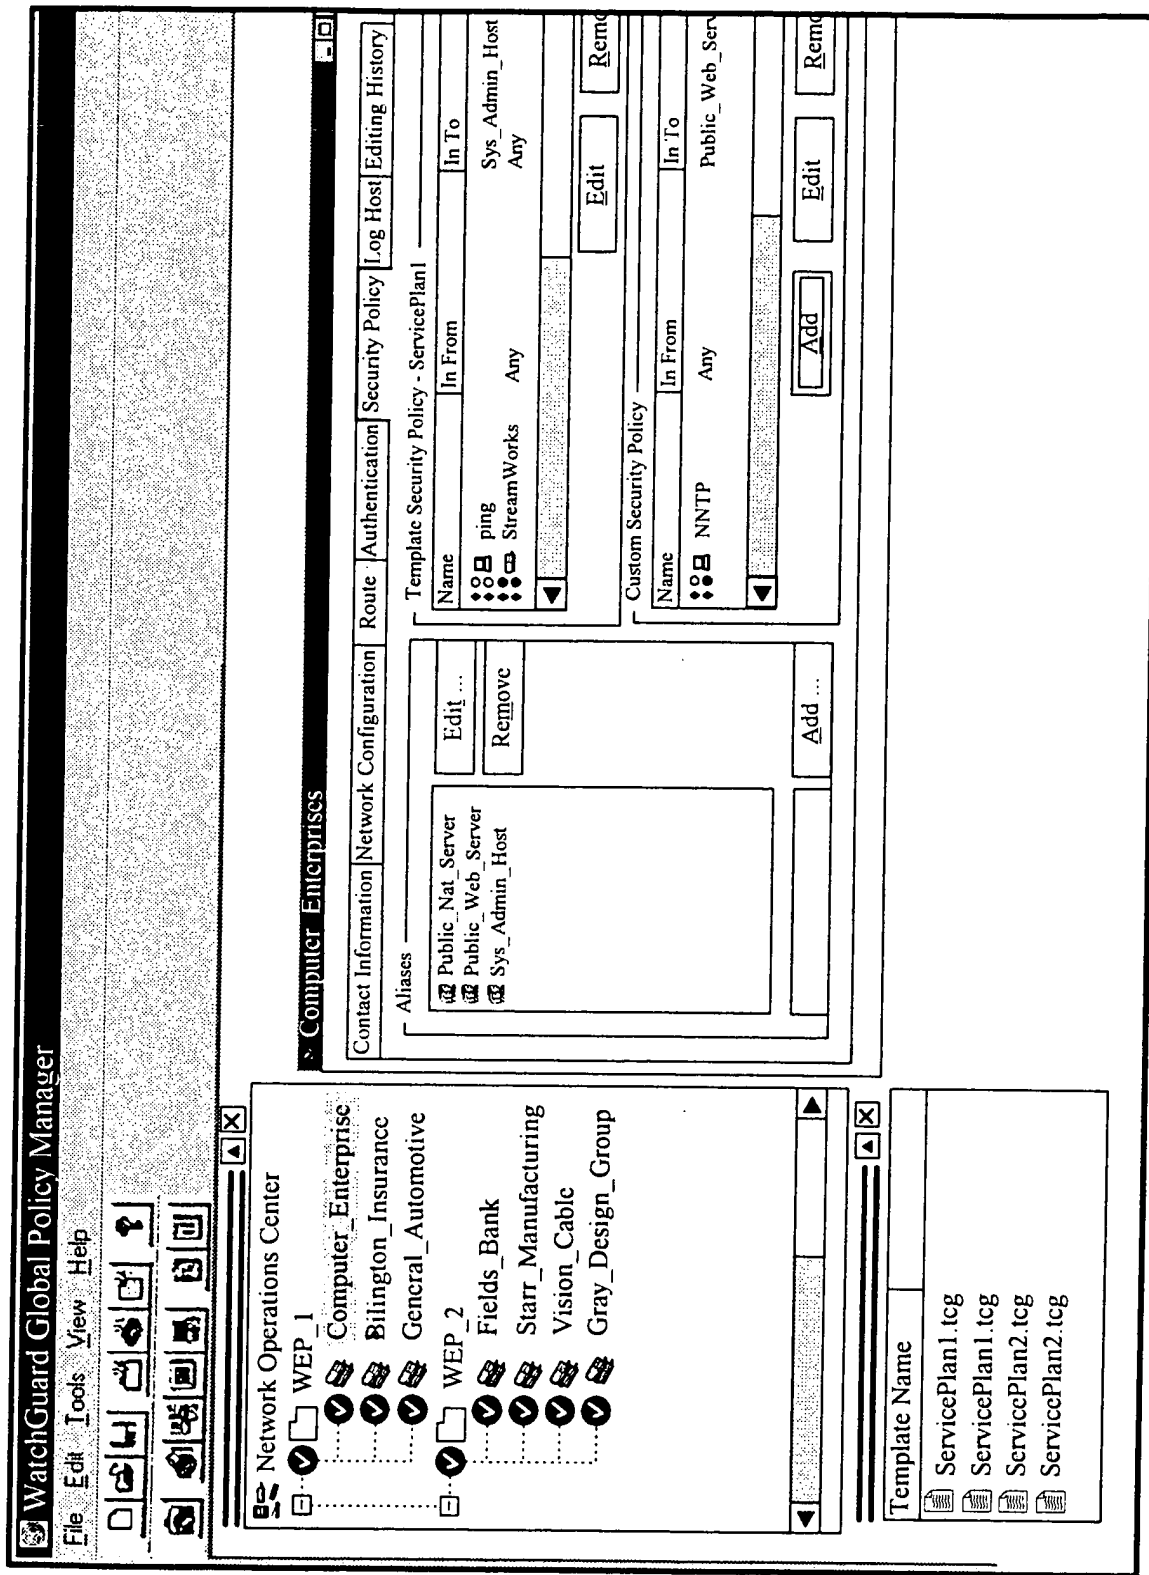 WatchGuard Global Policy Manager
File Edit Tools View Help
Network Operations Center
WEP_1
Computer_Enterprise
Bilington_Insurance
General_Automotive
WEP_2
Fields_Bank
Starr_Manufacturing
Vision_Cable
Gray_Design_Group
Template Name
ServicePlan1.tcg
ServicePlan1.tcg
ServicePlan2.tcg
ServicePlan2.tcg
Computer_Enterprises
Contact Information Network Configuration Route Authentication Security Policy Log Host Editing History
Aliases
Public_Nat_Server
Public_Web_Server
Sys_Admin_Host
Edit ...
Remove
Add ...
Template Security Policy - ServicePlan1
Name In From In To
ping Sys_Admin_Host
StreamWorks Any Any
Edit Remo
Custom Security Policy
Name In From In To
NNTP Any Public_Web_Serv
Add Edit Remo